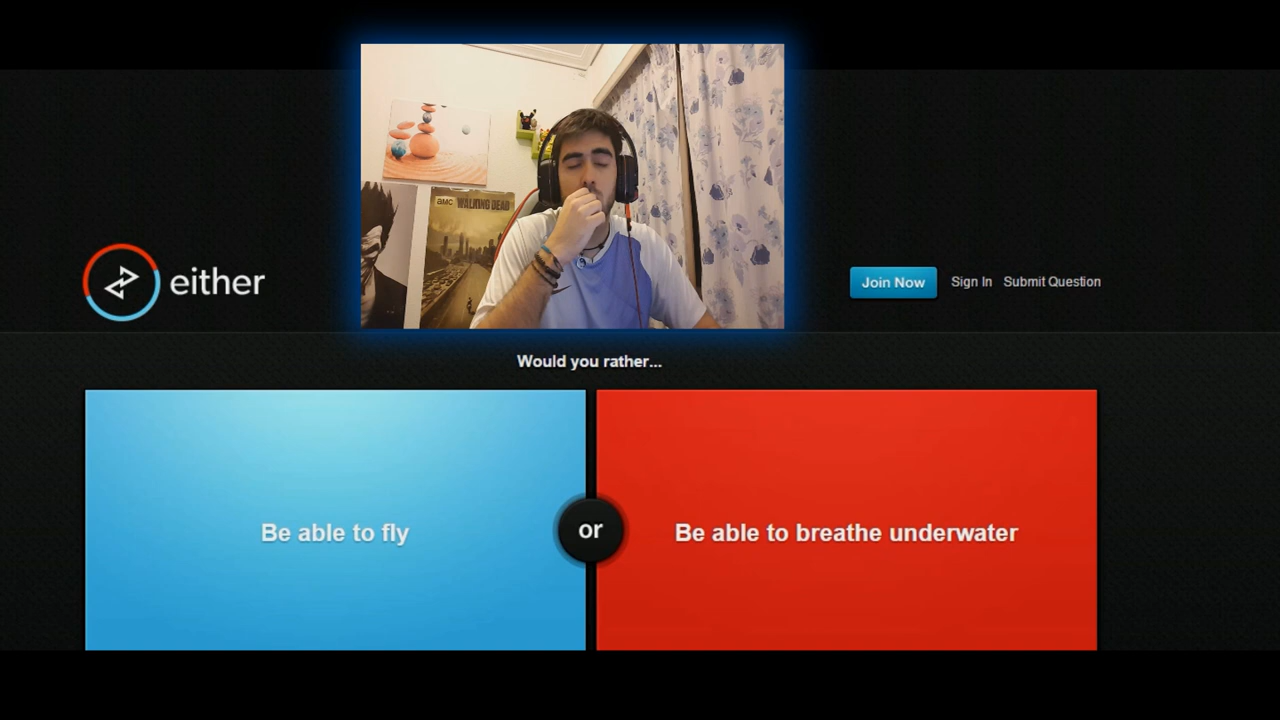 AMC WALKING DEAD
either
Join Now
Sign In
Submit Question
Would you rather...
Be able to fly
or
Be able to breathe underwater